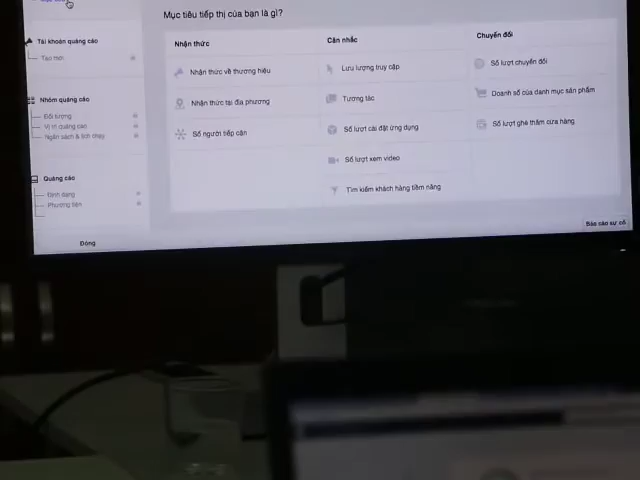 Mục tiêu tiếp thị của bạn là gì?
Tài khoản quảng cáo
Tạo mới
Nhóm quảng cáo
Đối tượng
Vị trí quảng cáo
Ngân sách & lịch chạy
Quảng cáo
Định dạng
Phương tiện
Đóng
Nhận thức
Nhận thức về thương hiệu
Nhận thức tại địa phương
Số người tiếp cận
Cân nhắc
Lưu lượng truy cập
Tương tác
Số lượt cài đặt ứng dụng
Số lượt xem video
Tìm kiếm khách hàng tiềm năng
Chuyển đổi
Số lượt chuyển đổi
Doanh số của danh mục sản phẩm
Số lượt ghé thăm cửa hàng
Báo cáo sự cố